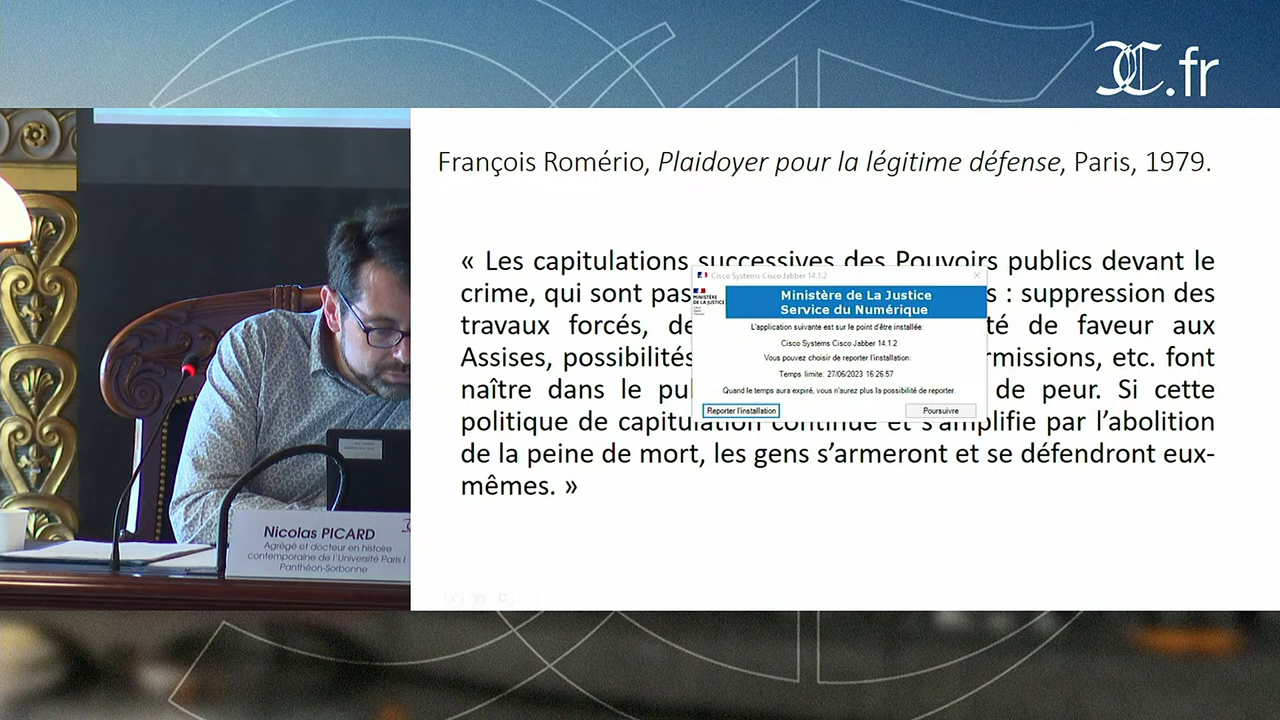 CC.fr
François Romério, Plaidoyer pour la légitime défense, Paris, 1979.
« Les capitulations successives des Pouvoirs publics devant le
crime, qui sont pas s : suppression des
travaux forcés, de té de faveur aux
Assises, possibilités rmissions, etc. font
naître dans le pu de peur. Si cette
politique de capitulation continue et s’amplifie par l’abolition
de la peine de mort, les gens s’armeront et se défendront eux-
mêmes. »
Cisco Systems Cisco Jabber 14.1.2
MINISTÈRE
DE LA JUSTICE
Ministère de La Justice
Service du Numérique
L'application suivante est sur le point d'être installée:
Cisco Systems Cisco Jabber 14.1.2
Vous pouvez choisir de reporter l'installation:
Temps limite: 27/06/2023 16:26:57
Quand le temps aura expiré, vous n'aurez plus la possibilité de reporter.
Reporter l'installation
Poursuivre
Nicolas PICARD
Agrégé et docteur en histoire
contemporaine de l'Université Paris I
Panthéon-Sorbonne